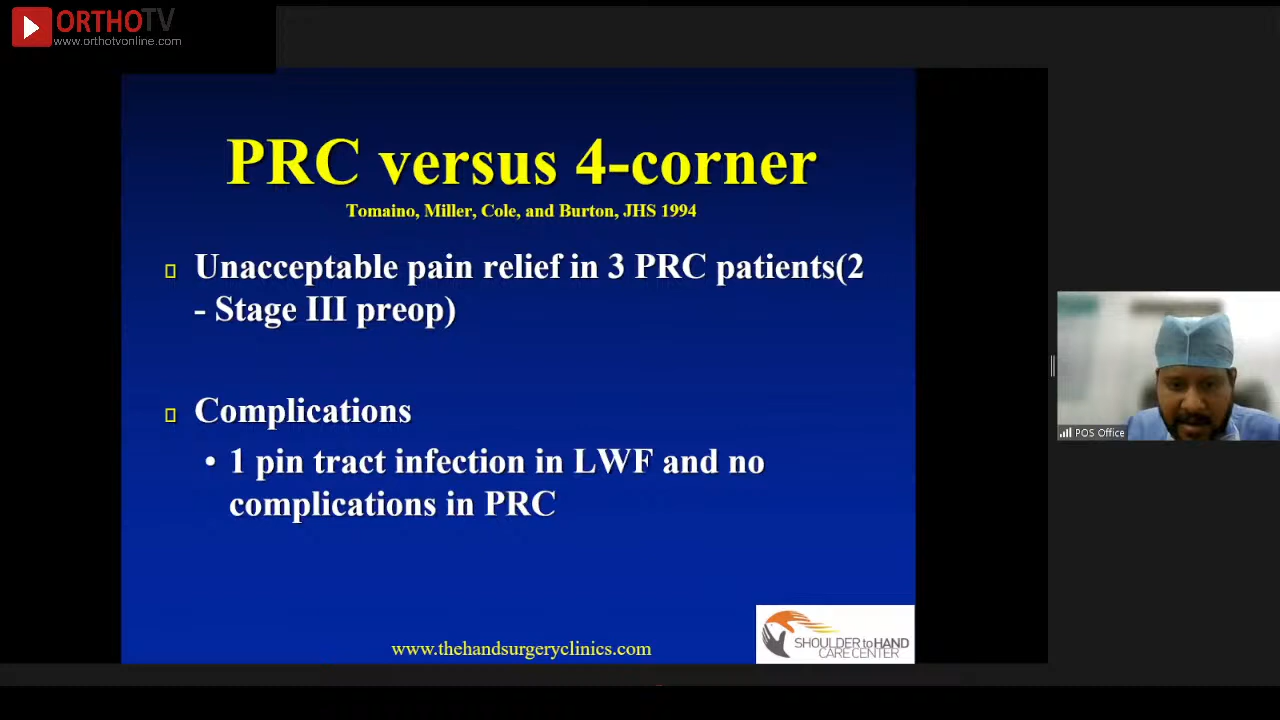 ORTHOTV
www.orthotvonline.com
PRC versus 4-corner
Tomaino, Miller, Cole, and Burton, JHS 1994
Unacceptable pain relief in 3 PRC patients(2
- Stage III preop)
Complications
• 1 pin tract infection in LWF and no
complications in PRC
POS Office
www.thehandsurgeryclinics.com
SHOULDER to HAND
CARE CENTER